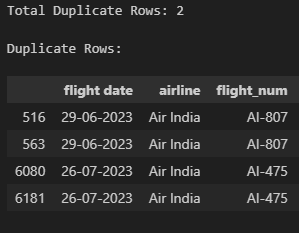 Total Duplicate Rows: 2
Duplicate Rows:
flight date airline flight_num
516 29-06-2023 Air India AI-807
563 29-06-2023 Air India AI-807
6080 26-07-2023 Air India AI-475
6181 26-07-2023 Air India AI-475